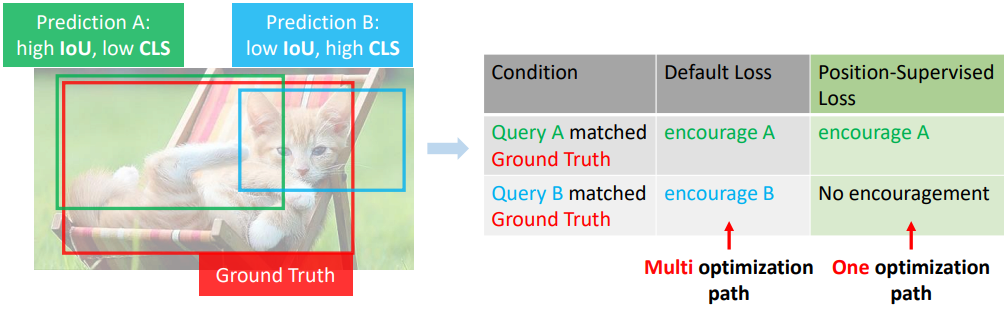 Prediction A:
high IoU, low CLS
Prediction B:
low IoU, high CLS
Ground Truth
Condition
Default Loss
Position-Supervised
Loss
Query A matched
Ground Truth
encourage A
encourage A
Query B matched
Ground Truth
encourage B
No encouragement
Multi optimization
path
One optimization
path